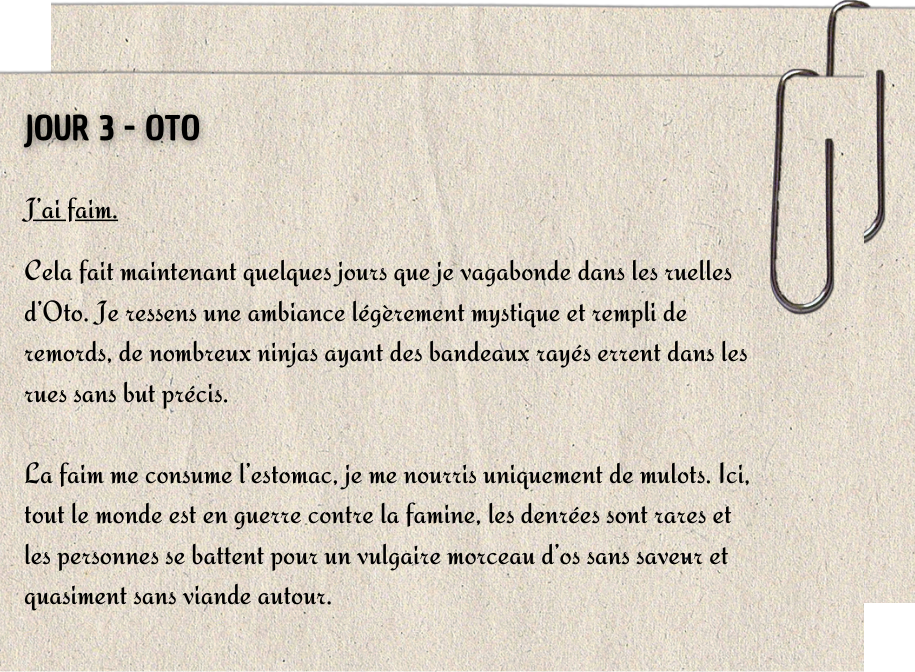 JOUR 3 - OTO
J'ai faim.
Cela fait maintenant quelques jours que je vagabonde dans les ruelles
d'Oto. Je ressens une ambiance légèrement mystique et rempli de
remords, de nombreux ninjas ayant des bandeaux rayés errent dans les
rues sans but précis.
La faim me consume l'estomac, je me nourris uniquement de mulots. Ici,
tout le monde est en guerre contre la famine, les denrées sont rares et
les personnes se battent pour un vulgaire morceau d'os sans saveur et
quasiment sans viande autour.